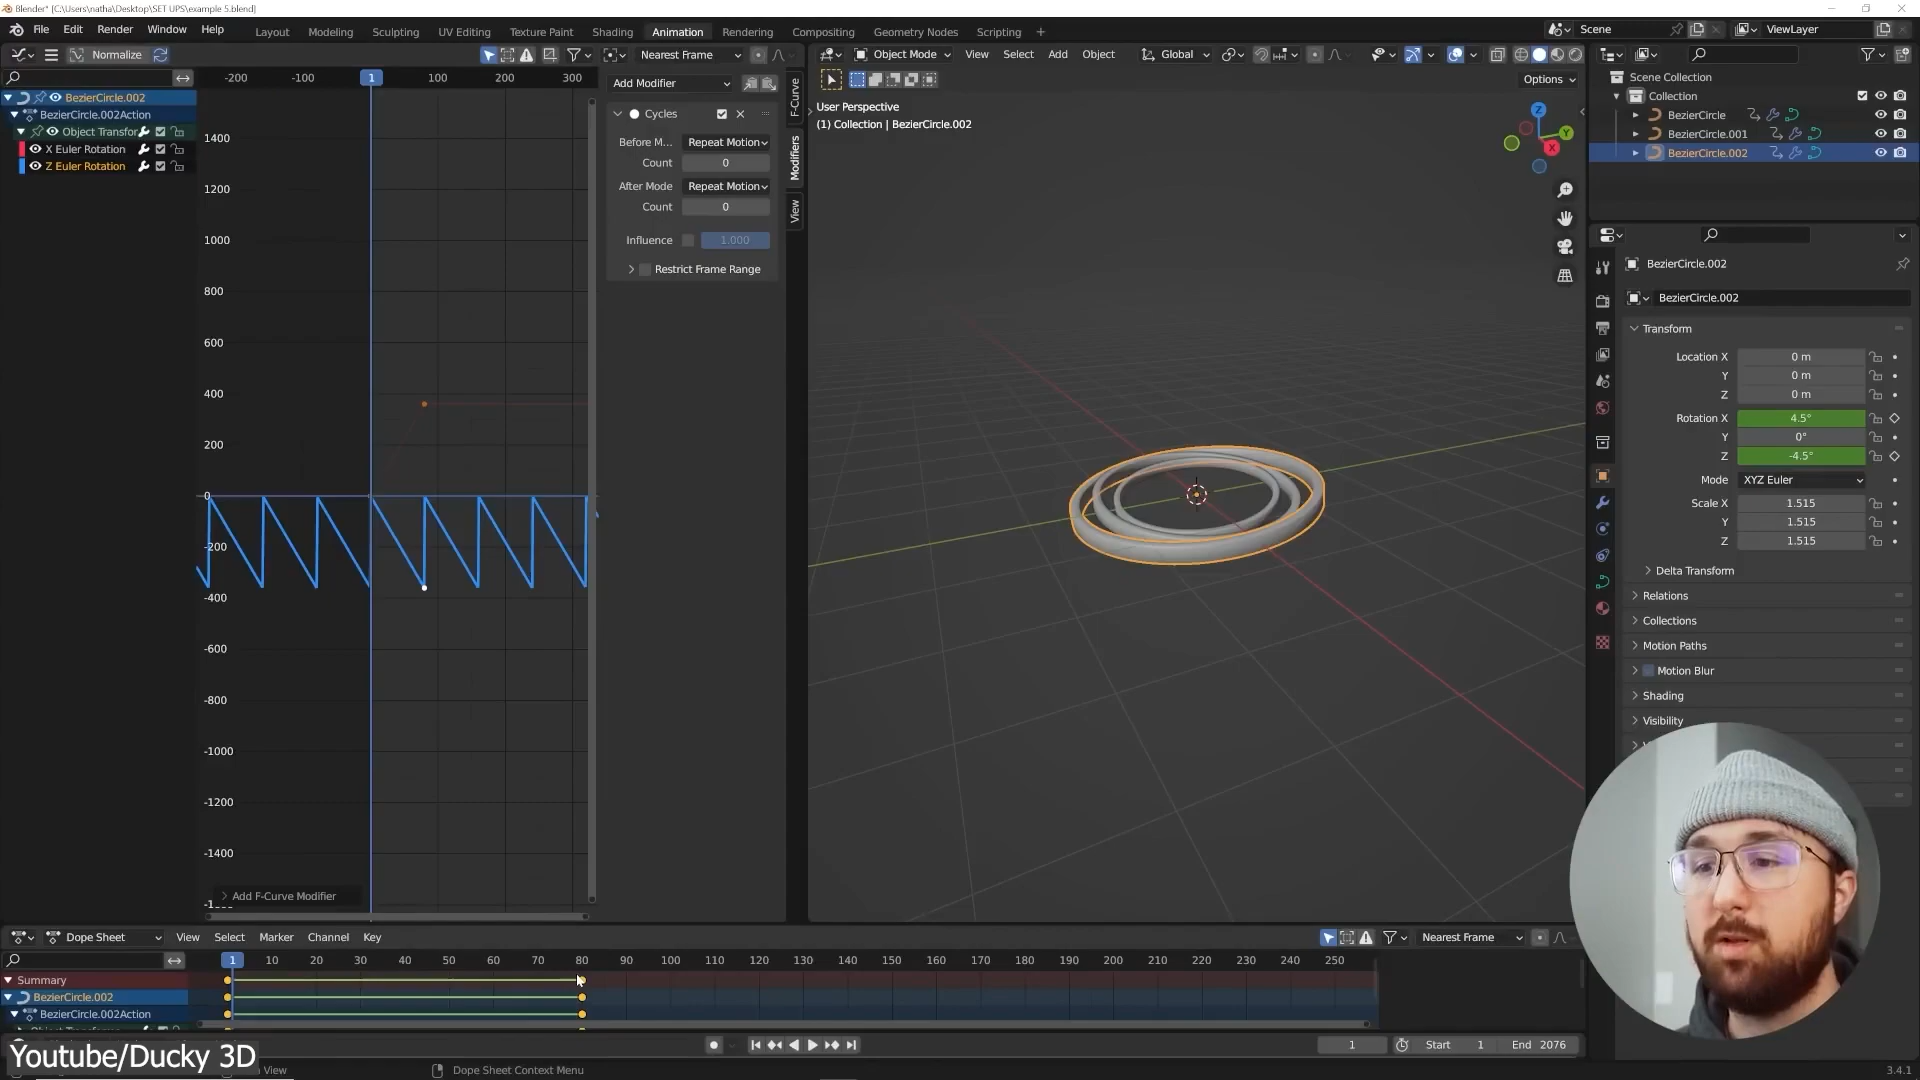 Blender* [C:\Users\natha\Desktop\SET UPS\example 5.blend]
File Edit Render Window Help Layout Modeling Sculpting UV Editing Texture Paint Shading Animation Rendering Compositing Geometry Nodes Scripting + Scene ViewLayer
Normalize Nearest Frame Object Mode View Select Add Object Global
-200 -100 1 100 200 300 Add Modifier Options
BezierCircle.002
BezierCircle.002Action
Object Transfor
X Euler Rotation
Z Euler Rotation
1400
1200
1000
800
600
400
200
0
-200
-400
-600
-800
-1000
-1200
-1400
Add F-Curve Modifier
Cycles
Before M... Repeat Motion
Count 0
After Mode Repeat Motion
Count 0
Influence 1.000
Restrict Frame Range
F-Curve
Modifiers
View
User Perspective
(1) Collection | BezierCircle.002
Z
Y
X
Scene Collection
Collection
BezierCircle
BezierCircle.001
BezierCircle.002
BezierCircle.002
BezierCircle.002
Transform
Location X 0 m
Y 0 m
Z 0 m
Rotation X 4.5°
Y 0°
Z -4.5°
Mode XYZ Euler
Scale X 1.515
Y 1.515
Z 1.515
Delta Transform
Relations
Collections
Motion Paths
Motion Blur
Shading
Visibility
Dope Sheet View Select Marker Channel Key Nearest Frame
1 10 20 30 40 50 60 70 80 90 100 110 120 130 140 150 160 170 180 190 200 210 220 230 240 250
Summary
BezierCircle.002
BezierCircle.002Action
1 Start 1 End 2076
Youtube/Ducky 3D
View Dope Sheet Context Menu 3.4.1